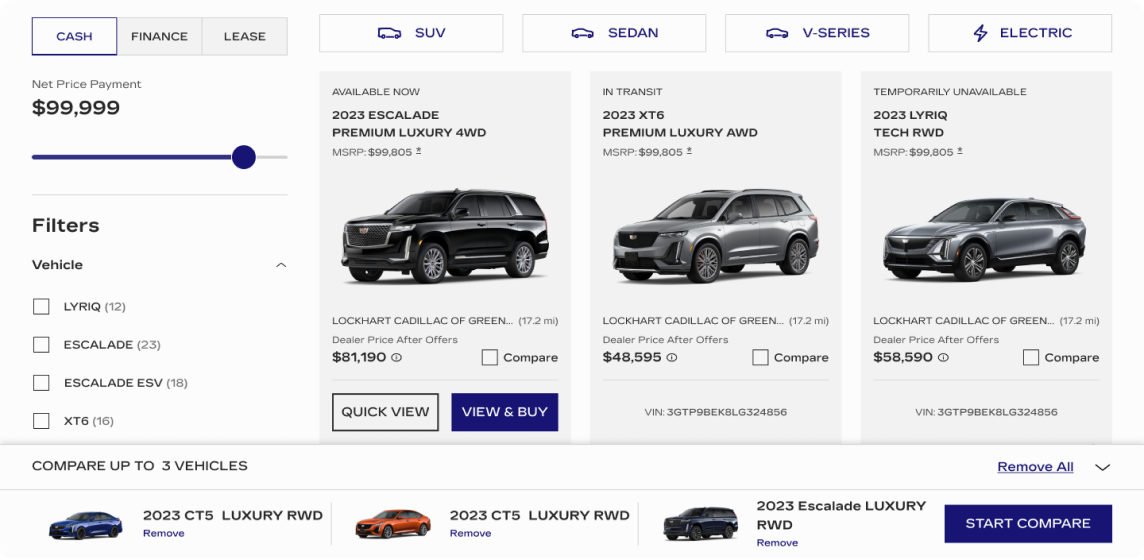 CASH
FINANCE
LEASE
Net Price Payment
$99,999
Filters
Vehicle
LYRIQ (12)
ESCALADE (23)
ESCALADE ESV (18)
XT6 (16)
SUV
SEDAN
V-SERIES
ELECTRIC
AVAILABLE NOW
2023 ESCALADE
PREMIUM LUXURY 4WD
MSRP: $99,805 *
LOCKHART CADILLAC OF GREEN... (17.2 mi)
Dealer Price After Offers
$81,190
Compare
QUICK VIEW
VIEW & BUY
IN TRANSIT
2023 XT6
PREMIUM LUXURY AWD
MSRP: $99,805 *
LOCKHART CADILLAC OF GREEN... (17.2 mi)
Dealer Price After Offers
$48,595
Compare
VIN: 3GTP9BEK8LG324856
TEMPORARILY UNAVAILABLE
2023 LYRIQ
TECH RWD
MSRP: $99,805 *
LOCKHART CADILLAC OF GREEN... (17.2 mi)
Dealer Price After Offers
$58,590
Compare
VIN: 3GTP9BEK8LG324856
COMPARE UP TO 3 VEHICLES
Remove All
2023 CT5 LUXURY RWD
Remove
2023 CT5 LUXURY RWD
Remove
2023 Escalade LUXURY
RWD
Remove
START COMPARE